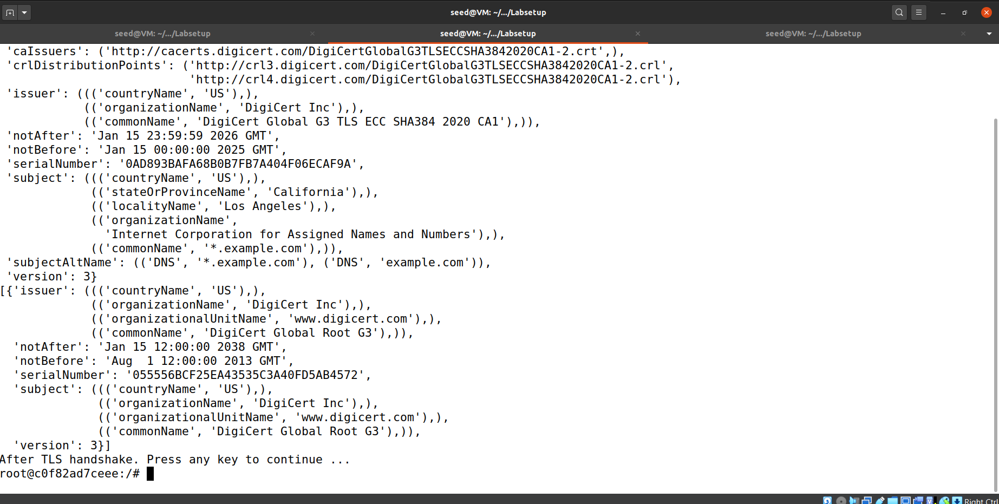 seed@VM: ~/.../Labsetup
seed@VM: ~/.../Labsetup seed@VM: ~/.../Labsetup seed@VM: ~/.../Labsetup
'caIssuers': ('http://cacerts.digicert.com/DigiCertGlobalG3TLSECCSHA3842020CA1-2.crt',),
'crlDistributionPoints': ('http://crl3.digicert.com/DigiCertGlobalG3TLSECCSHA3842020CA1-2.crl',
'http://crl4.digicert.com/DigiCertGlobalG3TLSECCSHA3842020CA1-2.crl'),
'issuer': ((('countryName', 'US'),),
(('organizationName', 'DigiCert Inc'),),
(('commonName', 'DigiCert Global G3 TLS ECC SHA384 2020 CA1'),)),
'notAfter': 'Jan 15 23:59:59 2026 GMT',
'notBefore': 'Jan 15 00:00:00 2025 GMT',
'serialNumber': '0AD893BAFA68B0B7FB7A404F06ECAF9A',
'subject': ((('countryName', 'US'),),
(('stateOrProvinceName', 'California'),),
(('localityName', 'Los Angeles'),),
(('organizationName',
'Internet Corporation for Assigned Names and Numbers'),),
(('commonName', '*.example.com'),)),
'subjectAltName': (('DNS', '*.example.com'), ('DNS', 'example.com')),
'version': 3}
[{'issuer': ((('countryName', 'US'),),
(('organizationName', 'DigiCert Inc'),),
(('organizationalUnitName', 'www.digicert.com'),),
(('commonName', 'DigiCert Global Root G3'),)),
'notAfter': 'Jan 15 12:00:00 2038 GMT',
'notBefore': 'Aug  1 12:00:00 2013 GMT',
'serialNumber': '055556BCF25EA43535C3A40FD5AB4572',
'subject': ((('countryName', 'US'),),
(('organizationName', 'DigiCert Inc'),),
(('organizationalUnitName', 'www.digicert.com'),),
(('commonName', 'DigiCert Global Root G3'),)),
'version': 3}]
After TLS handshake. Press any key to continue ...
root@c0f82ad7ceee:/#
Right Ctrl